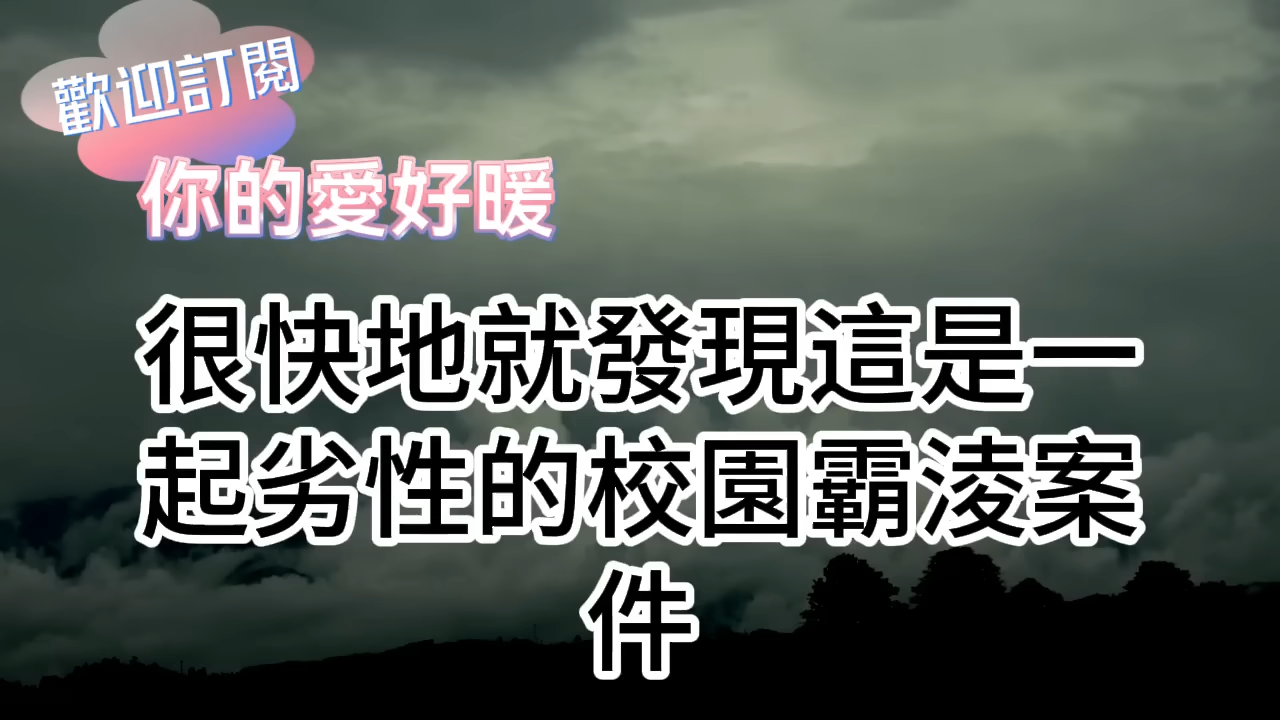 歡迎訂閱
你的愛好暖
很快地就發現這是一
起劣性的校園霸淩案
件